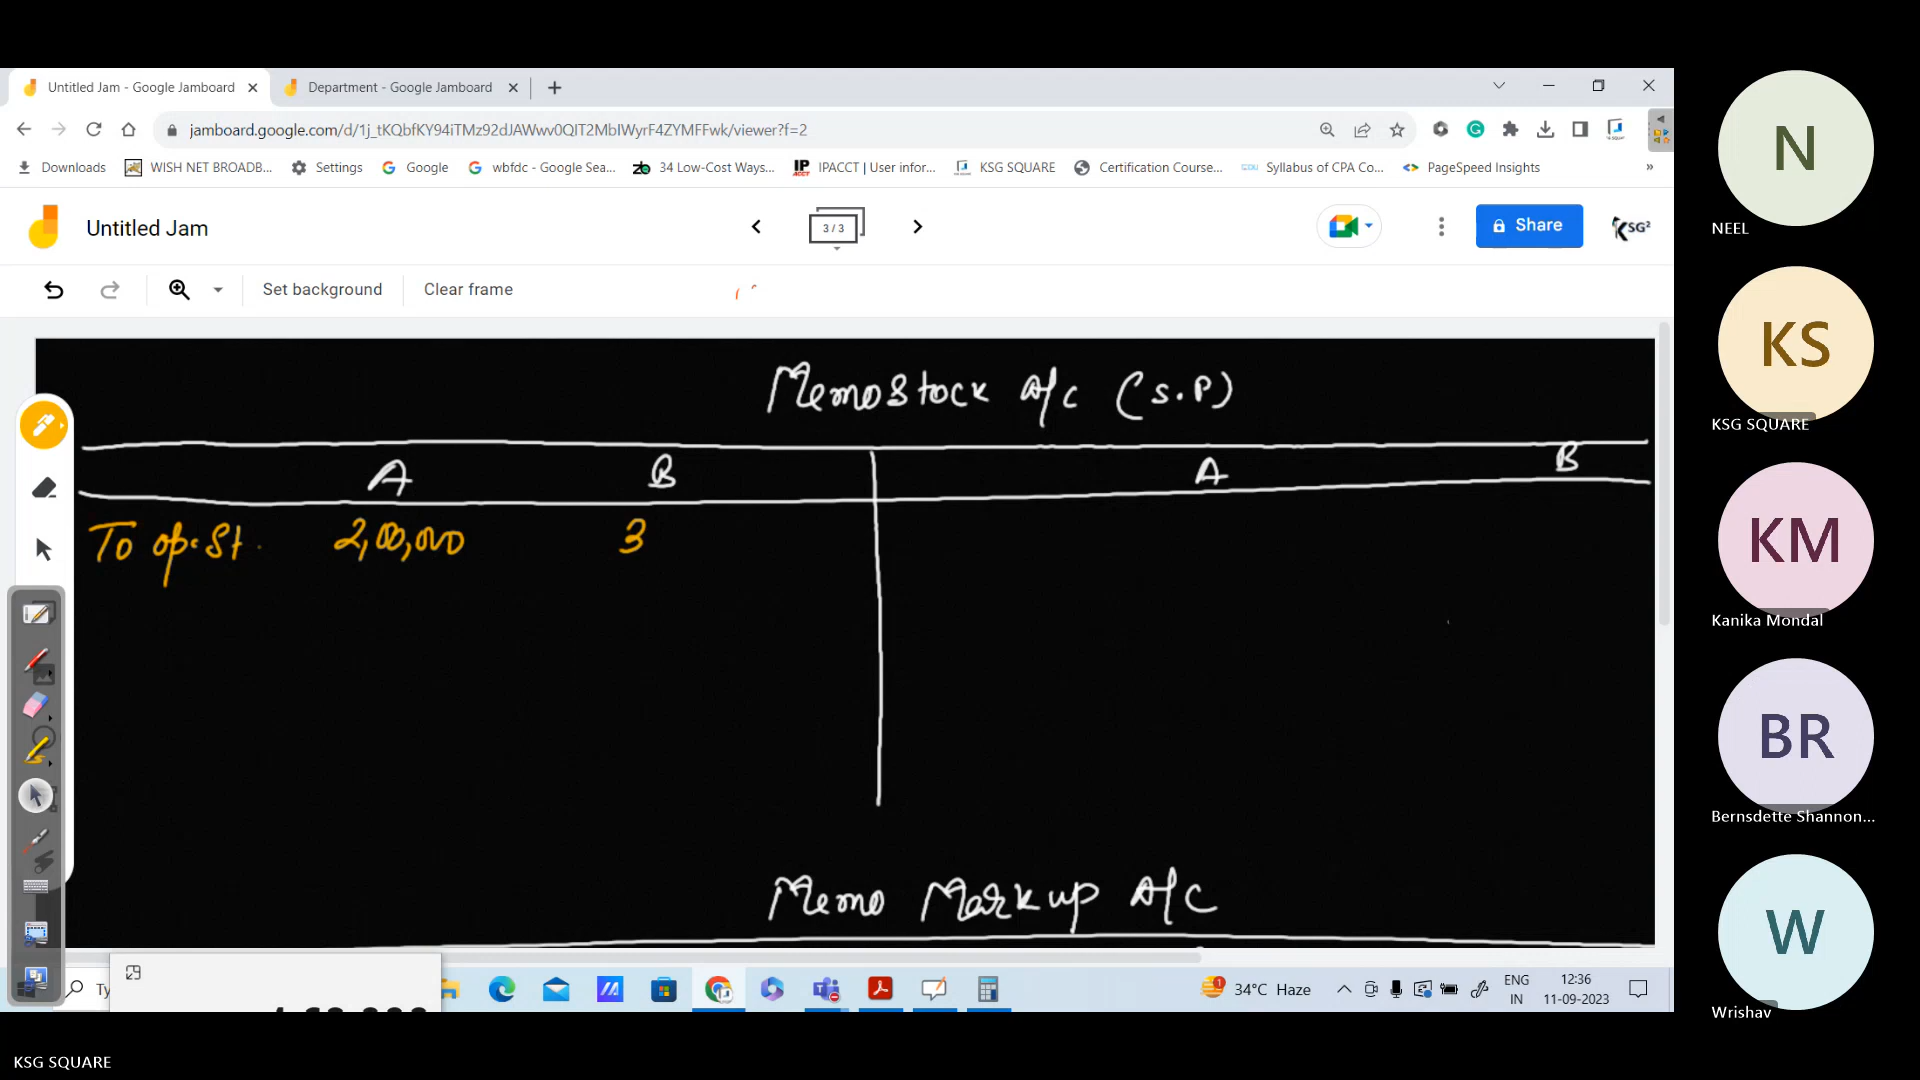 Untitled Jam - Google Jamboard
Department - Google Jamboard
jamboard.google.com/d/1j_tKQbfKY94iTMz92dJAWwv0QlT2MbIWyrF4ZYMFFwk/viewer?f=2
Downloads WISH NET BROADB... Settings Google wbfdc - Google Sea... 34 Low-Cost Ways... IPACCT | User infor... KSG SQUARE Certification Course... Syllabus of CPA Co... PageSpeed Insights »
Untitled Jam
3 / 3
Share
KSG²
Set background Clear frame
Memo Stock A/c (S.P)
A B A B
To op. St. 2,00,000 3
Memo Markup A/C
34°C Haze
ENG
IN
12:36
11-09-2023
N
NEEL
KS
KSG SQUARE
KM
Kanika Mondal
BR
Bernsdette Shannon...
W
Wrishav
KSG SQUARE